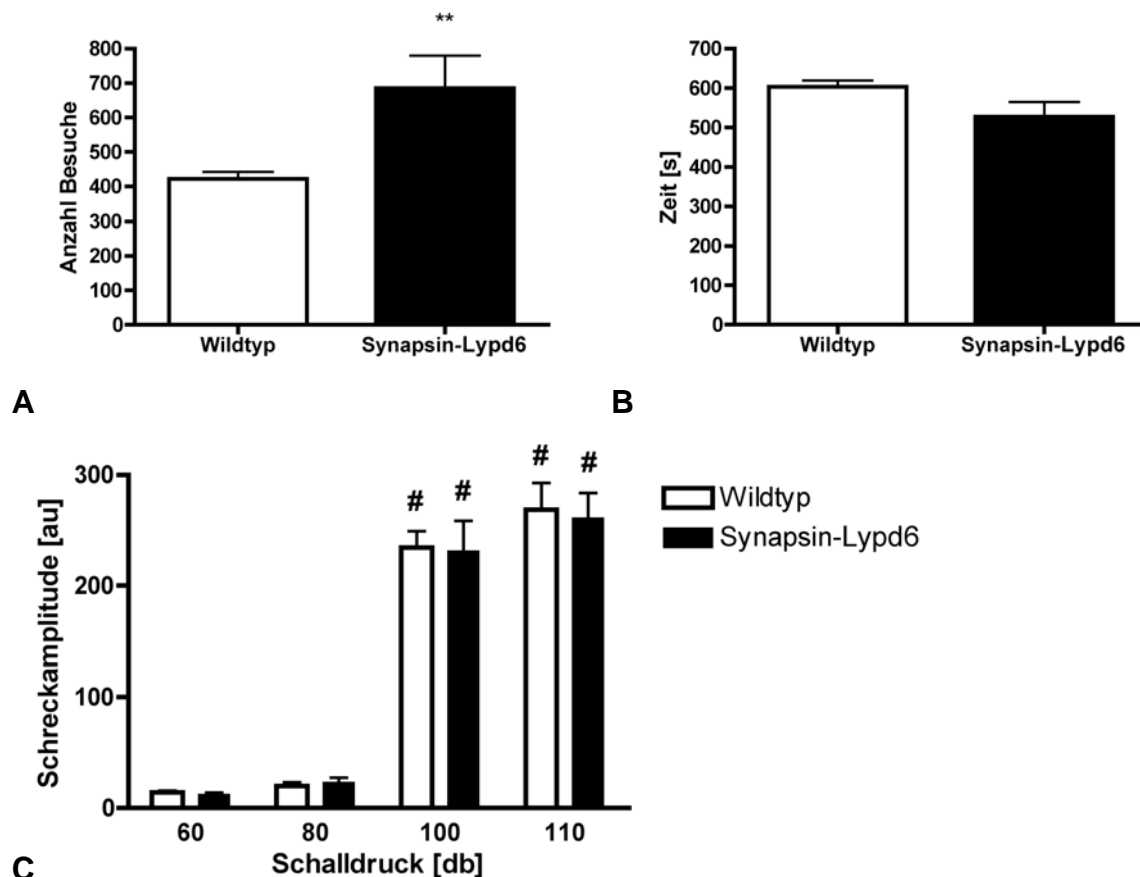 **
Anzahl Besuche
800
700
600
500
400
300
200
100
0
Wildtyp Synapsin-Lypd6
A
Zeit [s]
700
600
500
400
300
200
100
0
Wildtyp Synapsin-Lypd6
B
Schreckamplitude [au]
300
200
100
0
# # # #
60 80 100 110
Schalldruck [db]
Wildtyp
Synapsin-Lypd6
C